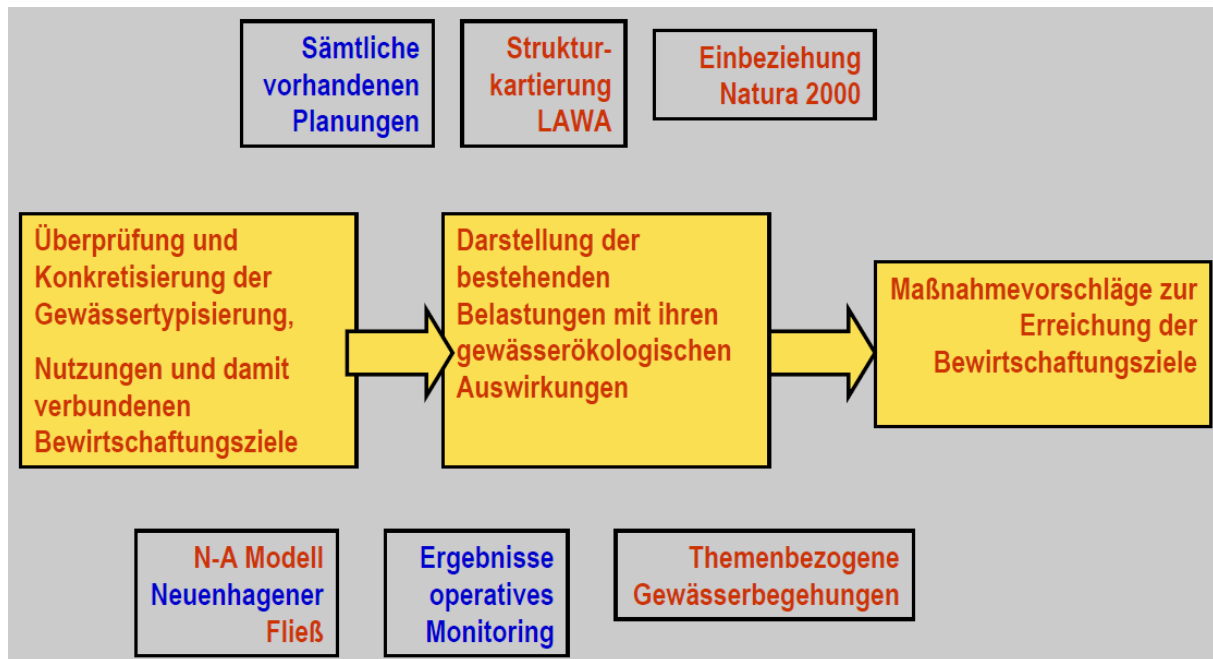 Sämtliche
vorhandenen
Planungen
Struktur-
kartierung
LAWA
Einbeziehung
Natura 2000
Überprüfung und
Konkretisierung der
Gewässertypisierung,
Nutzungen und damit
verbundenen
Bewirtschaftungsziele
Darstellung der
bestehenden
Belastungen mit ihren
gewässerökologischen
Auswirkungen
Maßnahmevorschläge zur
Erreichung der
Bewirtschaftungsziele
N-A Modell
Neuenhagener
Fließ
Ergebnisse
operatives
Monitoring
Themenbezogene
Gewässerbegehungen